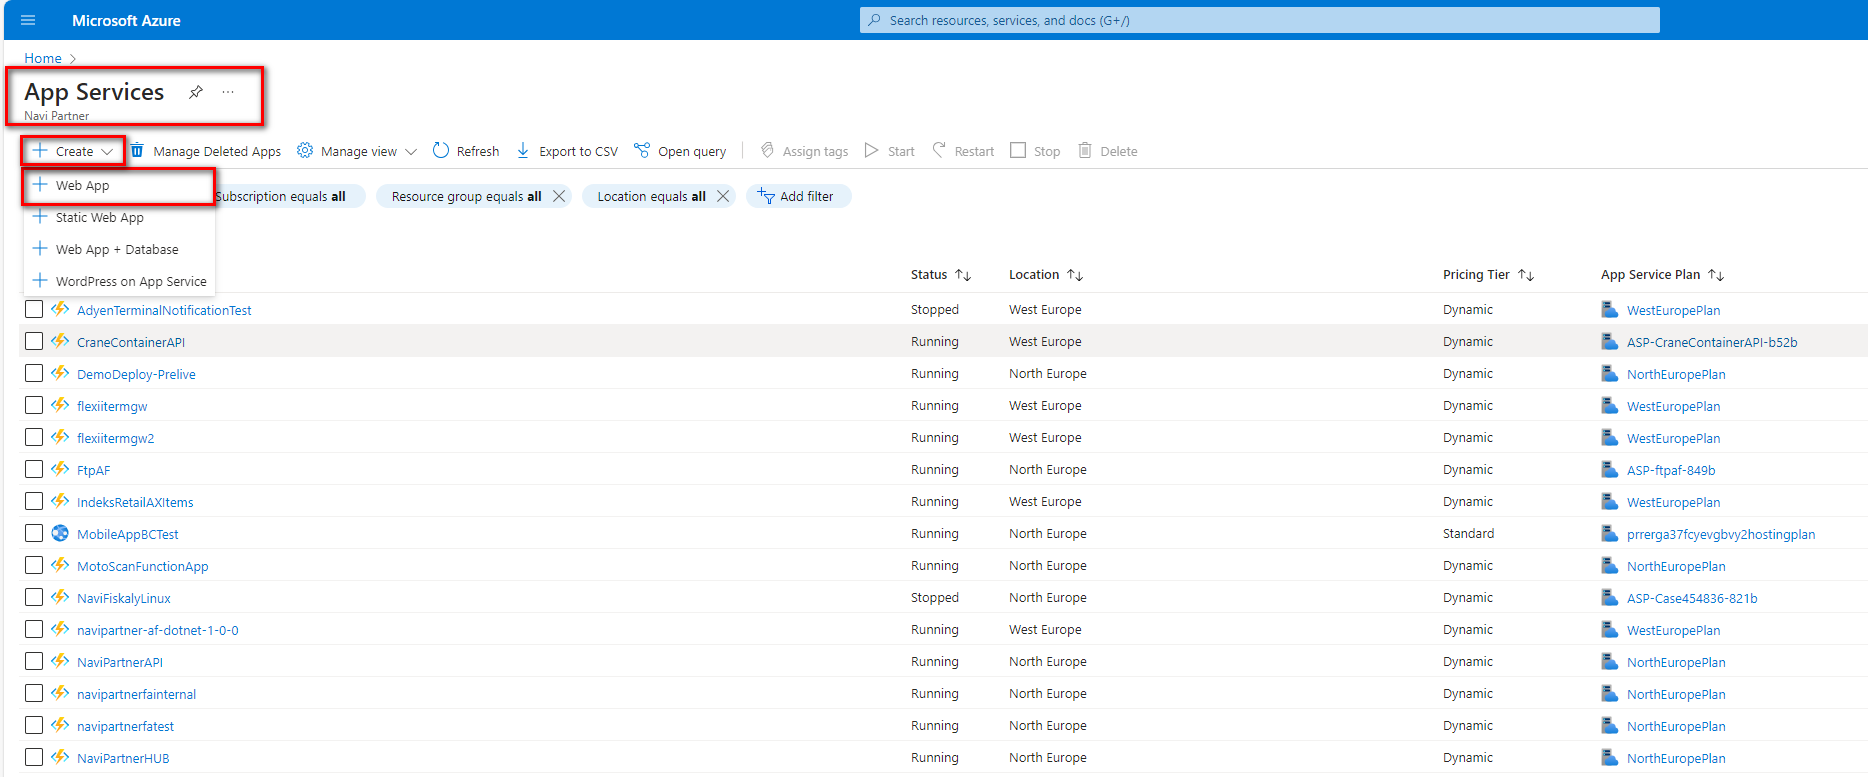 Microsoft Azure
Search resources, services, and docs (G+/)
Home
App Services
Navi Partner
Create Manage Deleted Apps Manage view Refresh Export to CSV Open query Assign tags Start Restart Stop Delete
Web App
Subscription equals all Resource group equals all Location equals all Add filter
Static Web App
Web App + Database
WordPress on App Service
Status Location Pricing Tier App Service Plan
AdyenTerminalNotificationTest Stopped West Europe Dynamic WestEuropePlan
CraneContainerAPI Running West Europe Dynamic ASP-CraneContainerAPI-b52b
DemoDeploy-Prelive Running North Europe Dynamic NorthEuropePlan
flexiitermgw Running West Europe Dynamic WestEuropePlan
flexiitermgw2 Running West Europe Dynamic WestEuropePlan
FtpAF Running North Europe Dynamic ASP-ftpaf-849b
IndeksRetailAXItems Running West Europe Dynamic WestEuropePlan
MobileAppBCTest Running North Europe Standard prrerga37fcyevgbvy2hostingplan
MotoScanFunctionApp Running North Europe Dynamic NorthEuropePlan
NaviFiskalyLinux Stopped North Europe Dynamic ASP-Case454836-821b
navipartner-af-dotnet-1-0-0 Running West Europe Dynamic WestEuropePlan
NaviPartnerAPI Running North Europe Dynamic NorthEuropePlan
navipartnerfainternal Running North Europe Dynamic NorthEuropePlan
navipartnerfatest Running North Europe Dynamic NorthEuropePlan
NaviPartnerHUB Running North Europe Dynamic NorthEuropePlan